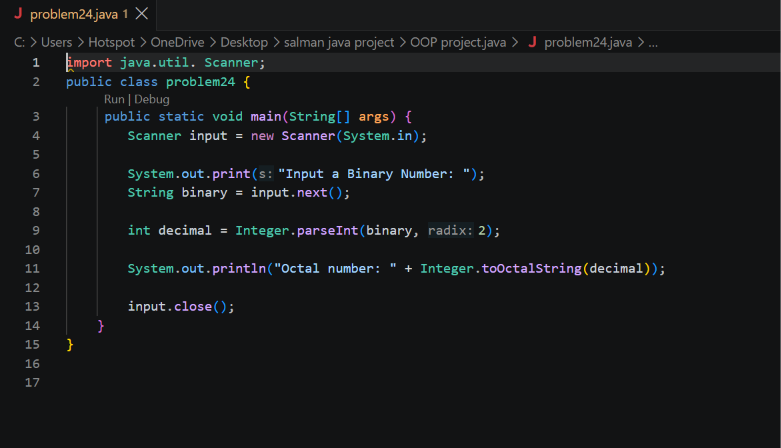 J problem24.java 1 ×
C: > Users > Hotspot > OneDrive > Desktop > salman java project > OOP project.java > J problem24.java > ...
1 import java.util. Scanner;
2 public class problem24 {
Run | Debug
3 public static void main(String[] args) {
4 Scanner input = new Scanner(System.in);
5
6 System.out.print(s: "Input a Binary Number: ");
7 String binary = input.next();
8
9 int decimal = Integer.parseInt(binary, radix: 2);
10
11 System.out.println("Octal number: " + Integer.toOctalString(decimal));
12
13 input.close();
14 }
15 }
16
17